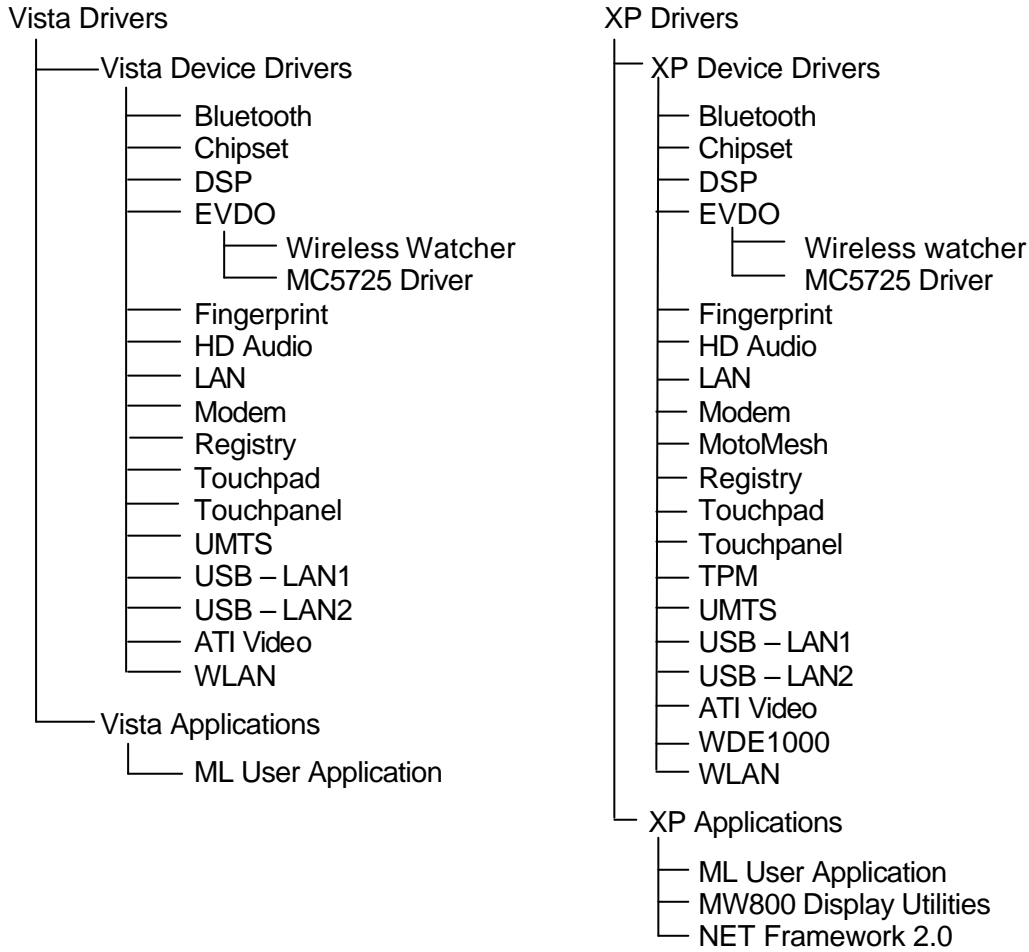 Vista Drivers
Vista Device Drivers
Bluetooth
Chipset
DSP
EVDO
Wireless Watcher
MC5725 Driver
Fingerprint
HD Audio
LAN
Modem
Registry
Touchpad
Touchpanel
UMTS
USB – LAN1
USB – LAN2
ATI Video
WLAN
Vista Applications
ML User Application
XP Drivers
XP Device Drivers
Bluetooth
Chipset
DSP
EVDO
Wireless watcher
MC5725 Driver
Fingerprint
HD Audio
LAN
Modem
MotoMesh
Registry
Touchpad
Touchpanel
TPM
UMTS
USB – LAN1
USB – LAN2
ATI Video
WDE1000
WLAN
XP Applications
ML User Application
MW800 Display Utilities
NET Framework 2.0